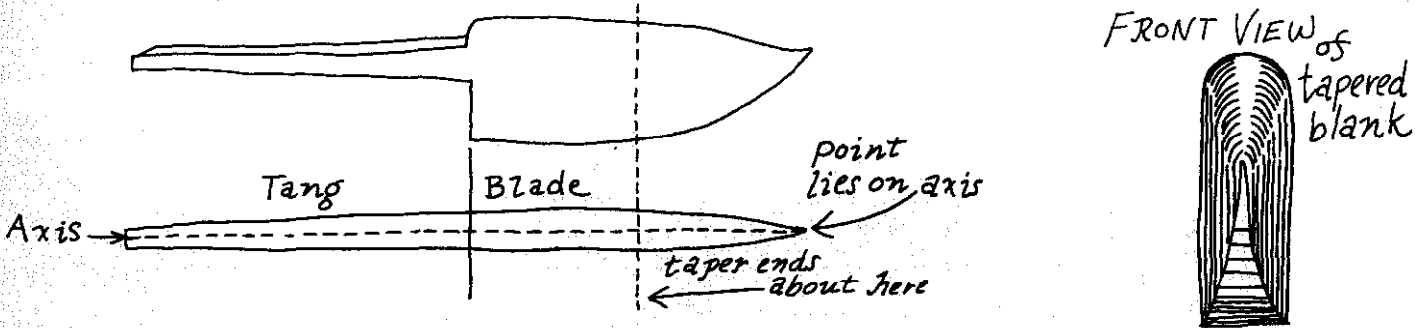 FRONT VIEW
of
tapered
blank
point
lies on axis
Tang
Blade
Axis
taper ends
about here